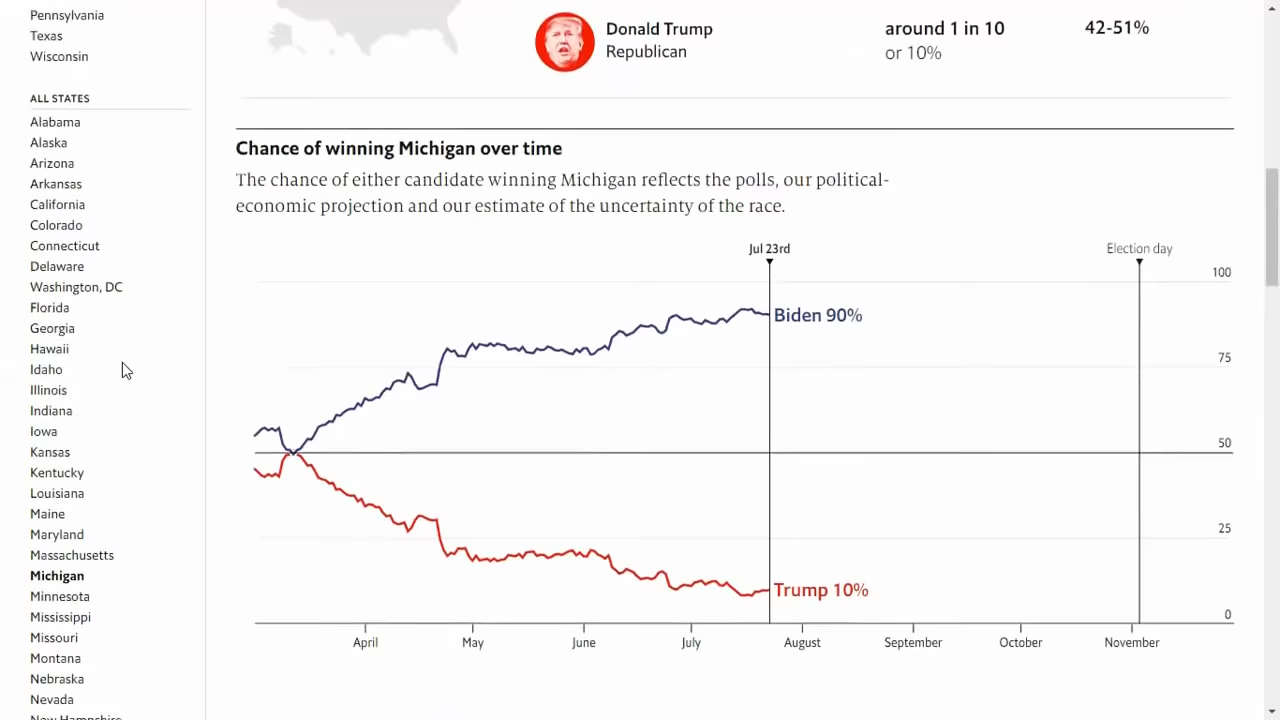 Pennsylvania
Texas
Wisconsin
ALL STATES
Alabama
Alaska
Arizona
Arkansas
California
Colorado
Connecticut
Delaware
Washington, DC
Florida
Georgia
Hawaii
Idaho
Illinois
Indiana
Iowa
Kansas
Kentucky
Louisiana
Maine
Maryland
Massachusetts
Michigan
Minnesota
Mississippi
Missouri
Montana
Nebraska
Nevada
New Hampshire
Donald Trump
Republican
around 1 in 10
or 10%
42-51%
Chance of winning Michigan over time
The chance of either candidate winning Michigan reflects the polls, our political-
economic projection and our estimate of the uncertainty of the race.
Jul 23rd
Election day
100
Biden 90%
75
50
25
Trump 10%
0
April
May
June
July
August
September
October
November